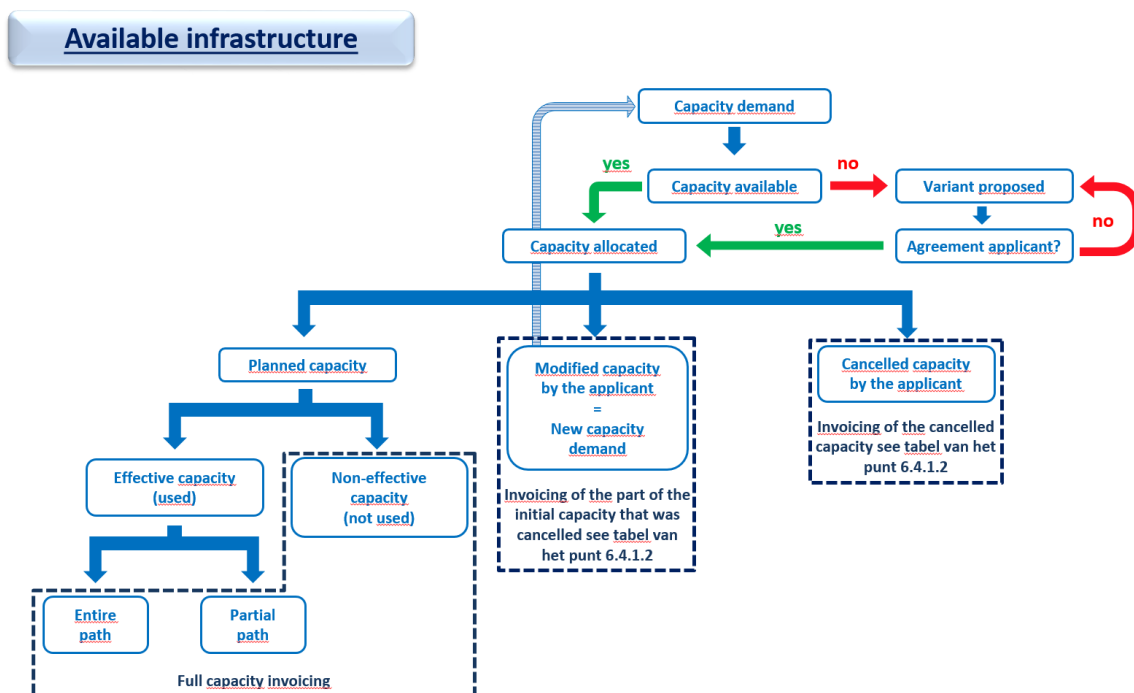 Available infrastructure
Capacity demand
yes
no
Capacity available
Variant proposed
no
yes
Capacity allocated
Agreement applicant?
Planned capacity
Modified capacity
by the applicant
=
New capacity
demand
Cancelled capacity
by the applicant
Invoicing of the cancelled
capacity see tabel van het
punt 6.4.1.2
Effective capacity
(used)
Non-effective
capacity
(not used)
Invoicing of the part of the
initial capacity that was
cancelled see tabel van
het punt 6.4.1.2
Entire
path
Partial
path
Full capacity invoicing